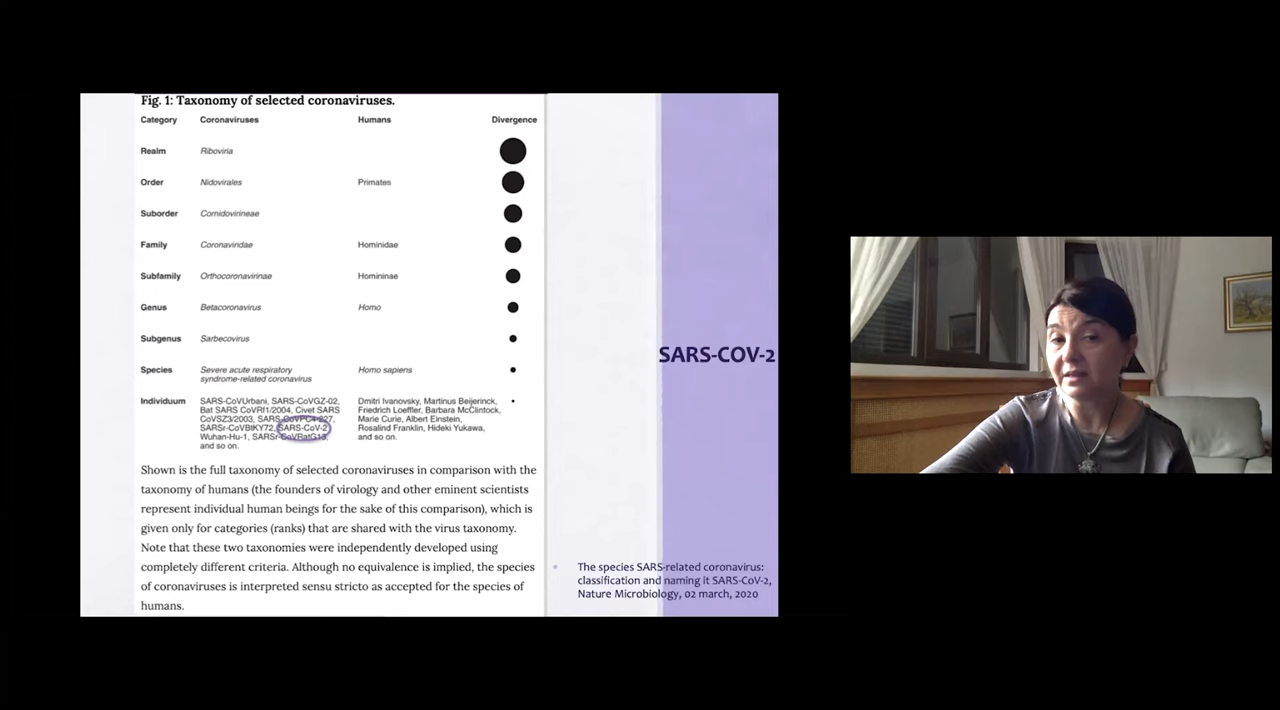 Fig. 1: Taxonomy of selected coronaviruses.
Category Coronaviruses Humans Divergence
Realm Riboviria
Order Nidovirales Primates
Suborder Cornidovirineae
Family Coronaviridae Hominidae
Subfamily Orthocoronavirinae Homininae
Genus Betacoronavirus Homo
Subgenus Sarbecovirus
Species Severe acute respiratory Homo sapiens
syndrome-related coronavirus
Individuum SARS-CoVUrbani, SARS-CoVGZ-02, Dmitri Ivanovsky, Martinus Beijerinck,
Bat SARS CoVRf1/2004, Civet SARS Friedrich Loeffler, Barbara McClintock,
CoVSZ3/2003, SARS-CoVPC4-227, Marie Curie, Albert Einstein,
SARSr-CoVBtKY72, SARS-CoV-2 Rosalind Franklin, Hideki Yukawa,
Wuhan-Hu-1, SARSr-CoVRatG13, and so on.
and so on.
Shown is the full taxonomy of selected coronaviruses in comparison with the
taxonomy of humans (the founders of virology and other eminent scientists
represent individual human beings for the sake of this comparison), which is
given only for categories (ranks) that are shared with the virus taxonomy.
Note that these two taxonomies were independently developed using
completely different criteria. Although no equivalence is implied, the species
of coronaviruses is interpreted sensu stricto as accepted for the species of
humans.
SARS-COV-2
The species SARS-related coronavirus:
classification and naming it SARS-CoV-2,
Nature Microbiology, 02 march, 2020